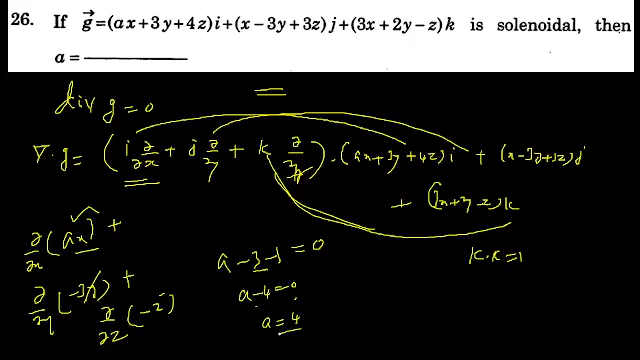 26. If g⃗=(ax+3y+4z)i+(x−3y+3z)j+(3x+2y−z)k is solenoidal, then
a=
div g = 0
∇·g = (i ∂/∂x + j ∂/∂y + k ∂/∂z) · (ax+3y+4z)i + (x−3y+3z)j
+ (3x+2y−z)k
∂/∂x (ax) +
∂/∂y (−3y) +
∂/∂z (−z)
a−3−1 = 0
a−4=0
a=4
k.k=1